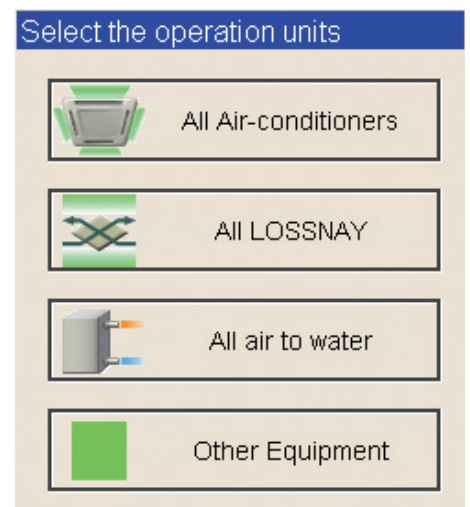 Select the operation units
All Air-conditioners
All LOSSNAY
All air to water
Other Equipment